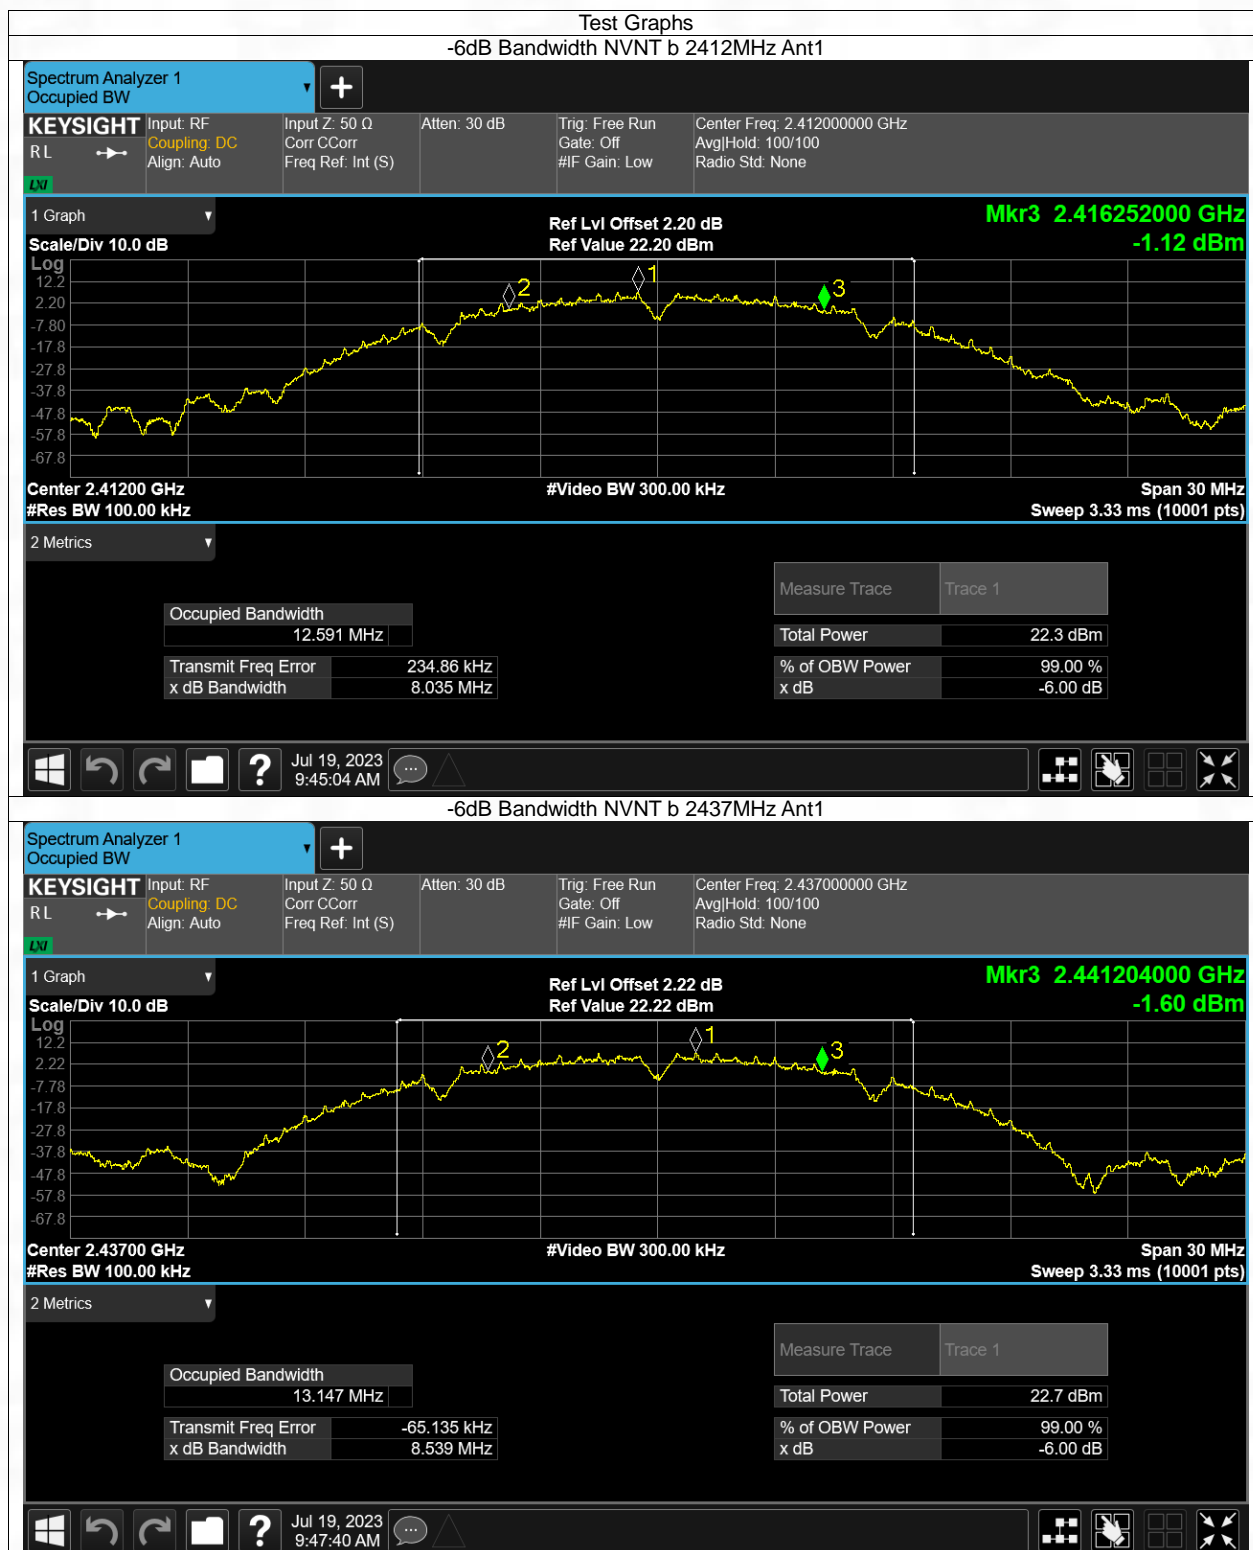 Test Graphs
-6dB Bandwidth NVNT b 2412MHz Ant1
Spectrum Analyzer 1
Occupied BW
KEYSIGHT Input: RF Input Z: 50 Ω Atten: 30 dB Trig: Free Run Center Freq: 2.412000000 GHz
RL Coupling: DC Corr CCorr Gate: Off Avg|Hold: 100/100
Align: Auto Freq Ref: Int (S) #IF Gain: Low Radio Std: None
LXI
1 Graph Ref Lvl Offset 2.20 dB Mkr3 2.416252000 GHz
Scale/Div 10.0 dB Ref Value 22.20 dBm -1.12 dBm
Log
12.2
2.20
-7.80
-17.8
-27.8
-37.8
-47.8
-57.8
-67.8
2 1 3
Center 2.41200 GHz #Video BW 300.00 kHz Span 30 MHz
#Res BW 100.00 kHz Sweep 3.33 ms (10001 pts)
2 Metrics
Measure Trace Trace 1
Occupied Bandwidth
12.591 MHz Total Power 22.3 dBm
Transmit Freq Error 234.86 kHz % of OBW Power 99.00 %
x dB Bandwidth 8.035 MHz x dB -6.00 dB
Jul 19, 2023
9:45:04 AM
-6dB Bandwidth NVNT b 2437MHz Ant1
Spectrum Analyzer 1
Occupied BW
KEYSIGHT Input: RF Input Z: 50 Ω Atten: 30 dB Trig: Free Run Center Freq: 2.437000000 GHz
RL Coupling: DC Corr CCorr Gate: Off Avg|Hold: 100/100
Align: Auto Freq Ref: Int (S) #IF Gain: Low Radio Std: None
LXI
1 Graph Ref Lvl Offset 2.22 dB Mkr3 2.441204000 GHz
Scale/Div 10.0 dB Ref Value 22.22 dBm -1.60 dBm
Log
12.2
2.22
-7.78
-17.8
-27.8
-37.8
-47.8
-57.8
-67.8
2 1 3
Center 2.43700 GHz #Video BW 300.00 kHz Span 30 MHz
#Res BW 100.00 kHz Sweep 3.33 ms (10001 pts)
2 Metrics
Measure Trace Trace 1
Occupied Bandwidth
13.147 MHz Total Power 22.7 dBm
Transmit Freq Error -65.135 kHz % of OBW Power 99.00 %
x dB Bandwidth 8.539 MHz x dB -6.00 dB
Jul 19, 2023
9:47:40 AM